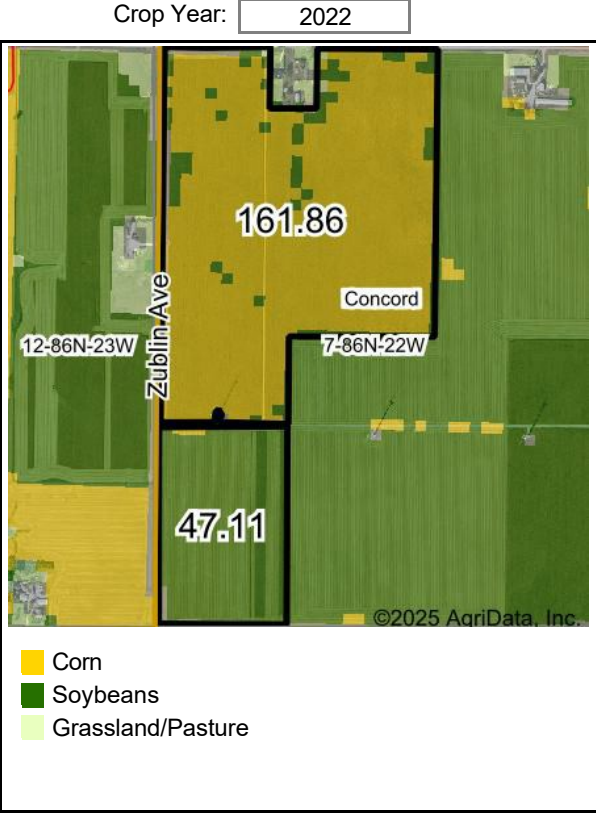 Crop Year: 2022
161.86
Concord
Zublin Ave
12-86N-23W
7-86N-22W
47.11
©2025 AgriData, Inc.
Corn
Soybeans
Grassland/Pasture